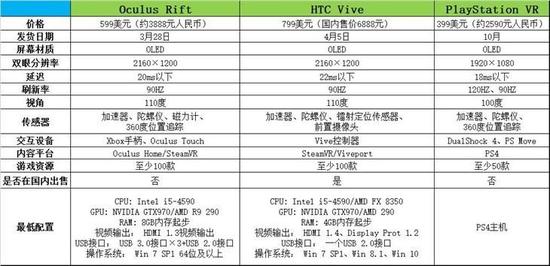 Oculus Rift HTC Vive PlayStation VR
价格 599美元（约3888元人民币） 799美元（国内售价6888元） 399美元（约2590元人民币）
发货日期 3月28日 4月5日 10月
屏幕材质 OLED OLED OLED
双眼分辨率 2160×1200 2160×1200 1920×1080
延迟 20ms以下 22ms以下 18ms以下
刷新率 90HZ 90HZ 120HZ、90HZ
视角 110度 110度 100度
传感器 加速器、陀螺仪、磁力计、360度位置追踪 加速器、陀螺仪、镭射定位传感器、前置摄像头 加速器、陀螺仪、360度位置追踪
交互设备 Xbox手柄、Oculus Touch Vive控制器 DualShock 4、PS Move
内容平台 Oculus Home/SteamVR SteamVR/Viveport PS4
游戏资源 至少100款 至少100款 至少50款
是否在国内出售 否 是 否
最低配置
CPU: Intel i5-4590
GPU: NVIDIA GTX970/AMD R9 290
RAM: 8GB内存起步
视频输出： HDMI 1.3视频输出
USB接口： USB 3.0接口×3+USB 2.0接口
操作系统： Win 7 SP1 64位及以上
CPU: Intel i5-4590/AMD FX 8350
GPU: NVIDIA GTX970/AMD 290
RAM: 4GB内存起步
视频输出： HDMI 1.4、Display Prot 1.2
USB接口： 一个USB 2.0接口
操作系统： Win 7 SP1、Win 8.1、Win 10
PS4主机